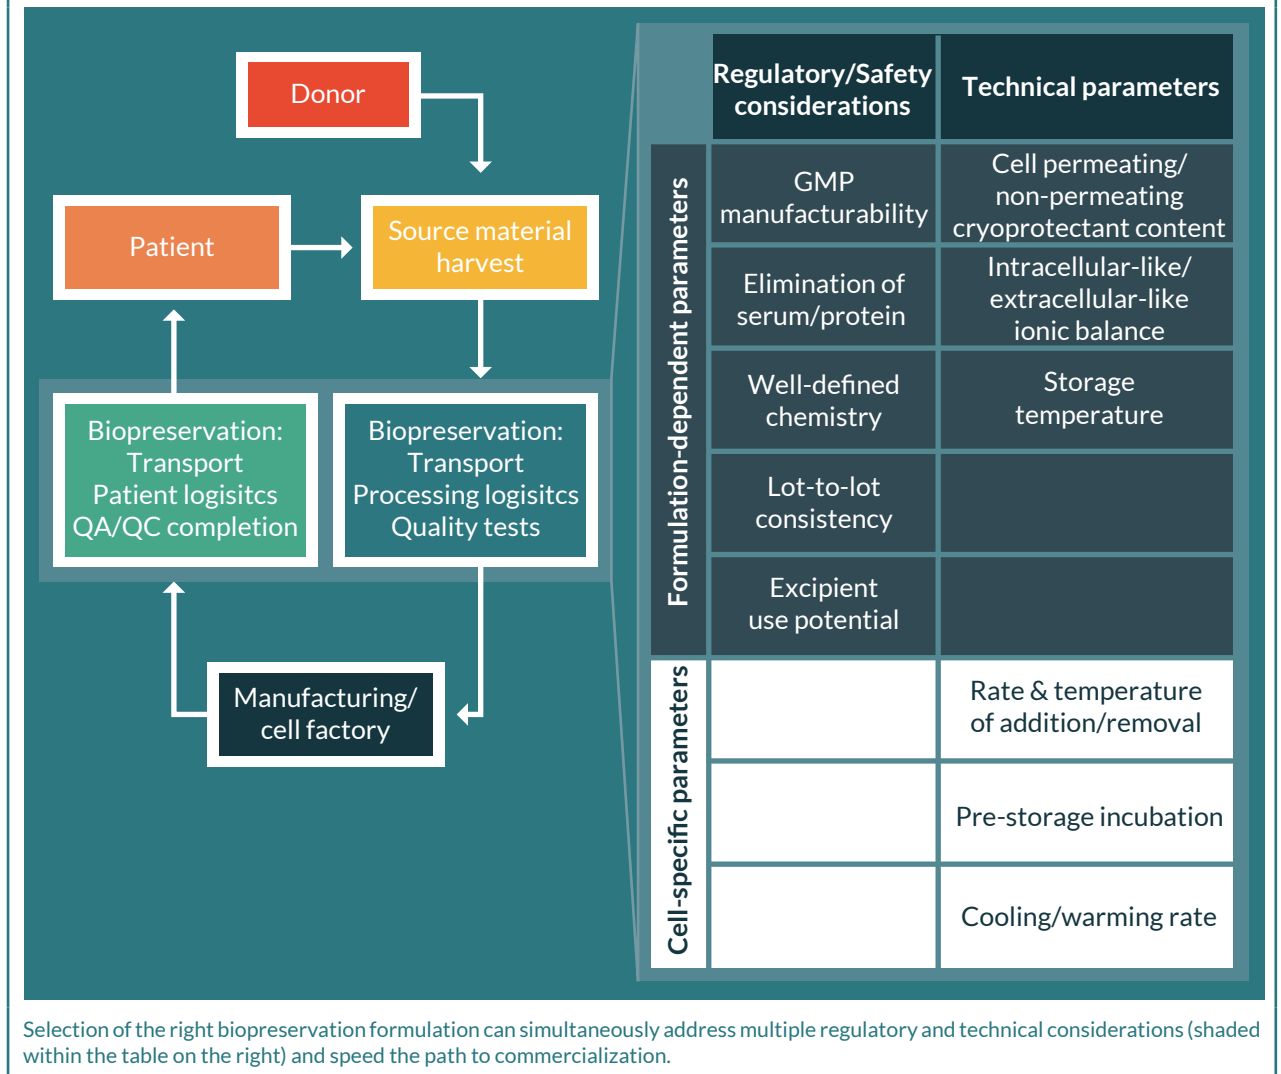 Donor
Patient
Source material
harvest
Biopreservation:
Transport
Patient logisitcs
QA/QC completion
Biopreservation:
Transport
Processing logisitcs
Quality tests
Manufacturing/
cell factory
Regulatory/Safety
considerations
Technical parameters
Formulation-dependent parameters
GMP
manufacturability
Cell permeating/
non-permeating
cryoprotectant content
Elimination of
serum/protein
Intracellular-like/
extracellular-like
ionic balance
Well-defined
chemistry
Storage
temperature
Lot-to-lot
consistency
Excipient
use potential
Cell-specific parameters
Rate & temperature
of addition/removal
Pre-storage incubation
Cooling/warming rate
Selection of the right biopreservation formulation can simultaneously address multiple regulatory and technical considerations (shaded
within the table on the right) and speed the path to commercialization.